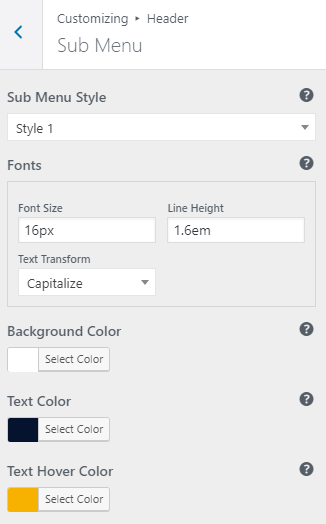 Customizing ▸ Header
Sub Menu
Sub Menu Style
Style 1
Fonts
Font Size Line Height
16px 1.6em
Text Transform
Capitalize
Background Color
Select Color
Text Color
Select Color
Text Hover Color
Select Color